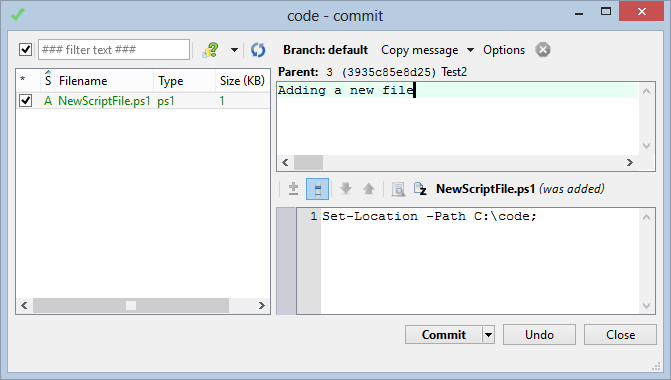 code - commit
### filter text ###
Branch: default Copy message Options
Parent: 3 (3935c85e8d25) Test2
* S Filename Type Size (KB)
A NewScriptFile.ps1 ps1 1
Adding a new file
NewScriptFile.ps1 (was added)
1 Set-Location -Path C:\code;
Commit Undo Close